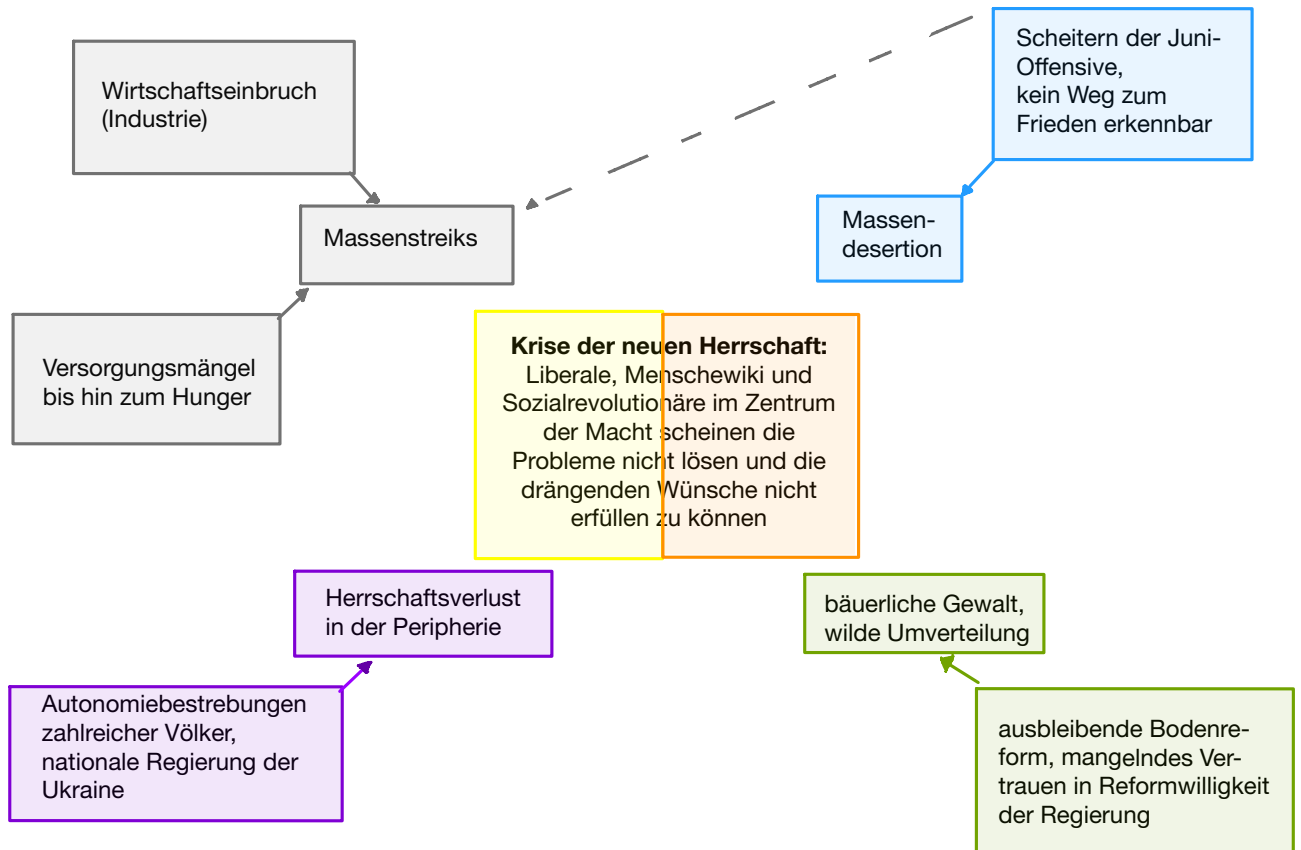 Wirtschaftseinbruch
(Industrie)
Scheitern der Juni-
Offensive,
kein Weg zum
Frieden erkennbar
Massenstreiks
Massen-
desertion
Versorgungsmängel
bis hin zum Hunger
Krise der neuen Herrschaft:
Liberale, Menschewiki und
Sozialrevolutionäre im Zentrum
der Macht scheinen die
Probleme nicht lösen und die
drängenden Wünsche nicht
erfüllen zu können
Herrschaftsverlust
in der Peripherie
bäuerliche Gewalt,
wilde Umverteilung
Autonomiebestrebungen
zahlreicher Völker,
nationale Regierung der
Ukraine
ausbleibende Bodenre-
form, mangelndes Ver-
trauen in Reformwilligkeit
der Regierung